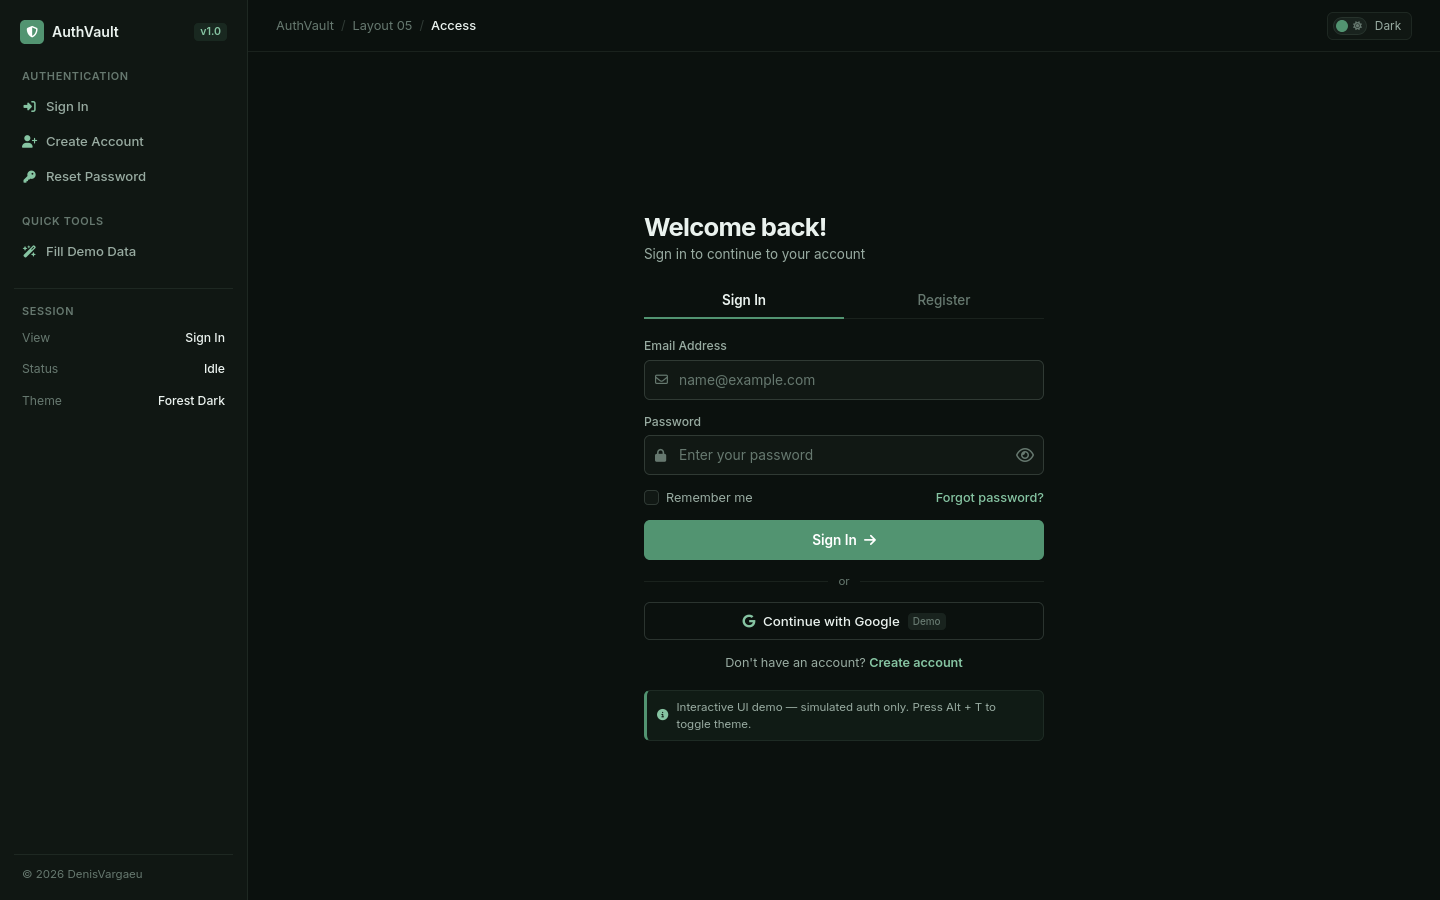 AuthVault v1.0
AUTHENTICATION
Sign In
Create Account
Reset Password
QUICK TOOLS
Fill Demo Data
SESSION
View Sign In
Status Idle
Theme Forest Dark
© 2026 DenisVargaeu
AuthVault / Layout 05 / Access
Dark
Welcome back!
Sign in to continue to your account
Sign In Register
Email Address
name@example.com
Password
Enter your password
Remember me Forgot password?
Sign In
or
Continue with Google Demo
Don't have an account? Create account
Interactive UI demo — simulated auth only. Press Alt + T to
toggle theme.